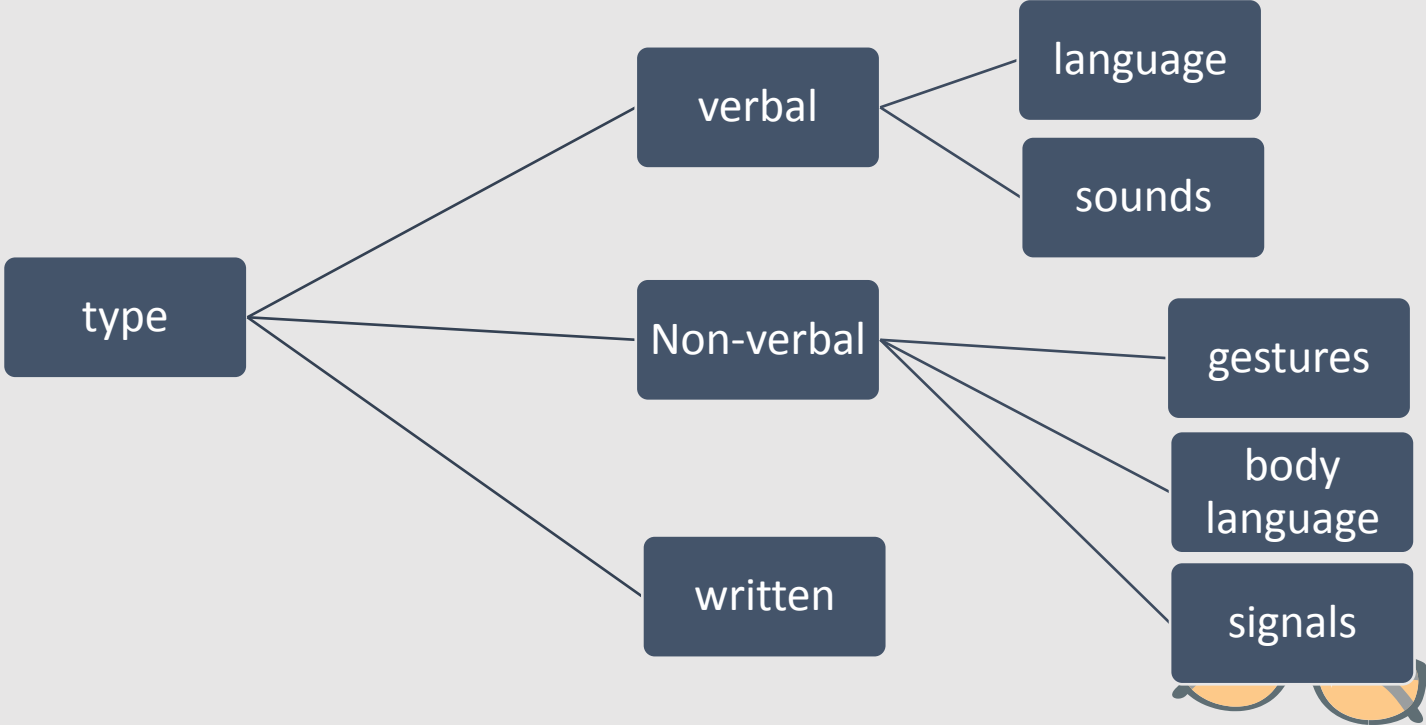 type
verbal
language
sounds
Non-verbal
gestures
body
language
signals
written